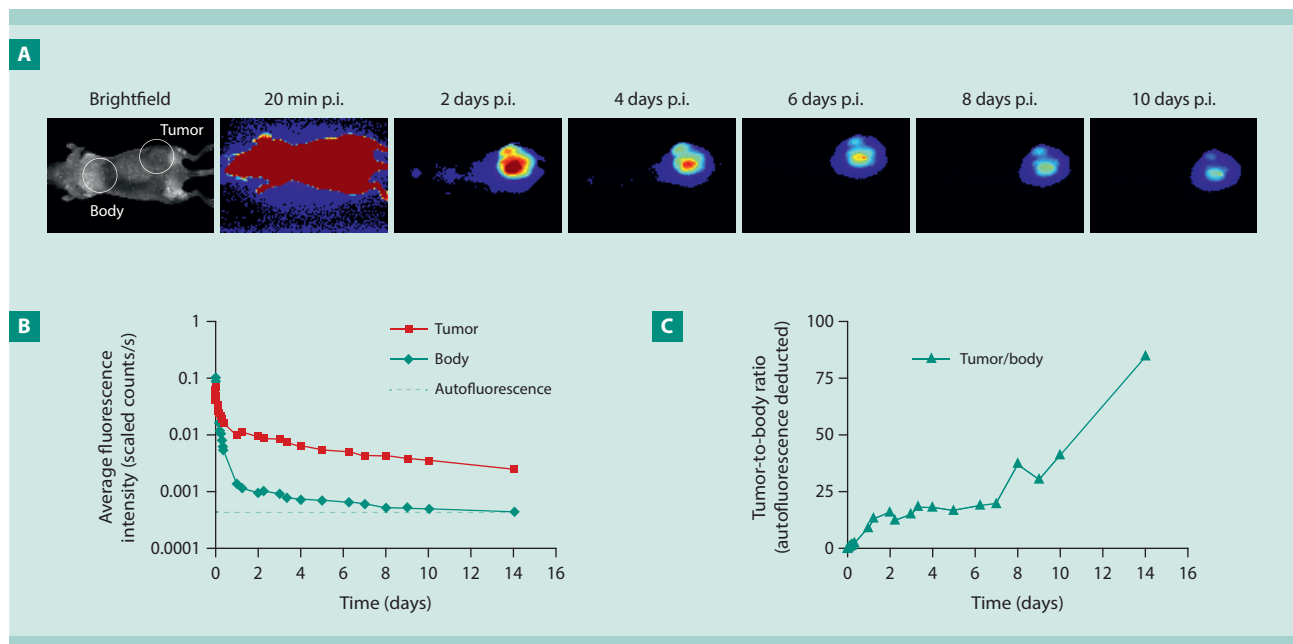 A
Brightfield
20 min p.i.
2 days p.i.
4 days p.i.
6 days p.i.
8 days p.i.
10 days p.i.
Tumor
Body
B
Average fluorescence
intensity (scaled counts/s)
1
0.1
0.01
0.001
0.0001
Tumor
Body
Autofluorescence
0 2 4 6 8 10 12 14 16
Time (days)
C
Tumor-to-body ratio
(autofluorescence deducted)
100
75
50
25
0
Tumor/body
0 2 4 6 8 10 12 14 16
Time (days)